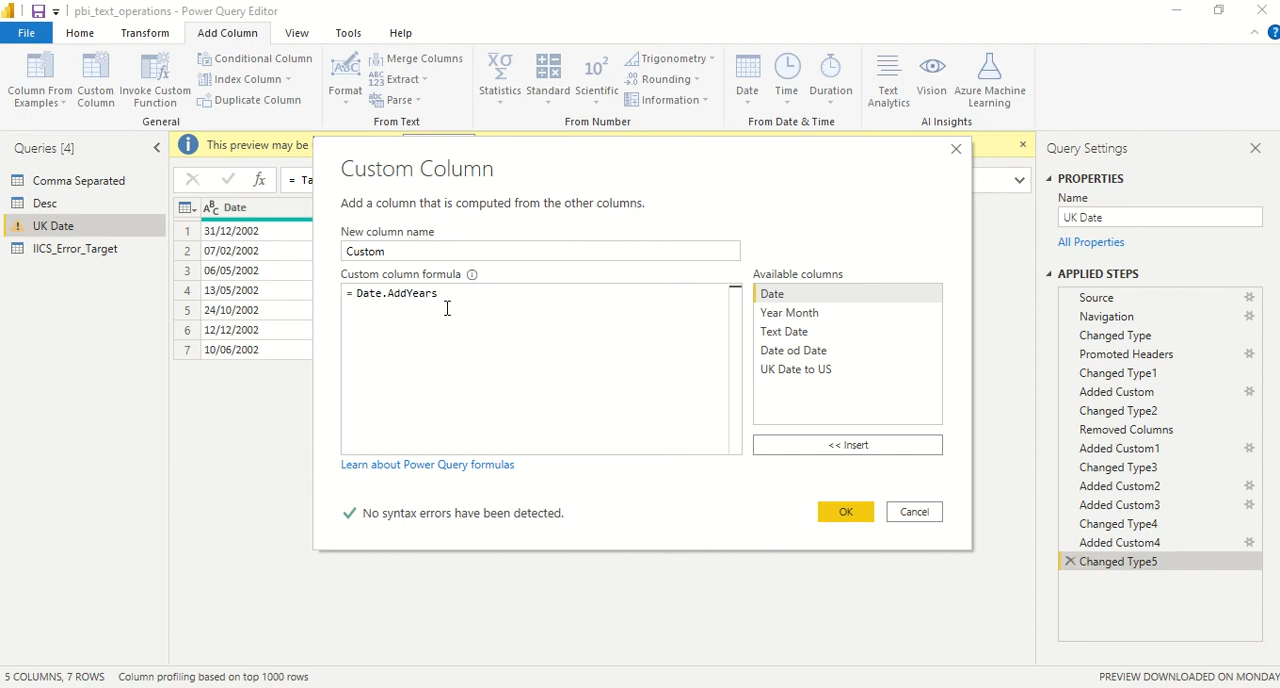 pbi_text_operations - Power Query Editor
File Home Transform Add Column View Tools Help
Column From Examples
Custom Column
Invoke Custom Function
Conditional Column
Index Column
Duplicate Column
General
ABC
Format
Merge Columns
ABC 123 Extract
abc Parse
From Text
XΣ σ
Statistics
Standard
10²
Scientific
Trigonometry
.00 Rounding
Information
From Number
Date
Time
Duration
From Date & Time
Text Analytics
Vision
Azure Machine Learning
AI Insights
Queries [4]
Comma Separated
Desc
UK Date
IICS_Error_Target
This preview may be
fx = Ta
ABC Date
1 31/12/2002
2 07/02/2002
3 06/05/2002
4 13/05/2002
5 24/10/2002
6 12/12/2002
7 10/06/2002
Custom Column
Add a column that is computed from the other columns.
New column name
Custom
Custom column formula
= Date.AddYears
Available columns
Date
Year Month
Text Date
Date od Date
UK Date to US
<< Insert
Learn about Power Query formulas
No syntax errors have been detected.
OK
Cancel
Query Settings
PROPERTIES
Name
UK Date
All Properties
APPLIED STEPS
Source
Navigation
Changed Type
Promoted Headers
Changed Type1
Added Custom
Changed Type2
Removed Columns
Added Custom1
Changed Type3
Added Custom2
Added Custom3
Changed Type4
Added Custom4
Changed Type5
5 COLUMNS, 7 ROWS Column profiling based on top 1000 rows
PREVIEW DOWNLOADED ON MONDAY